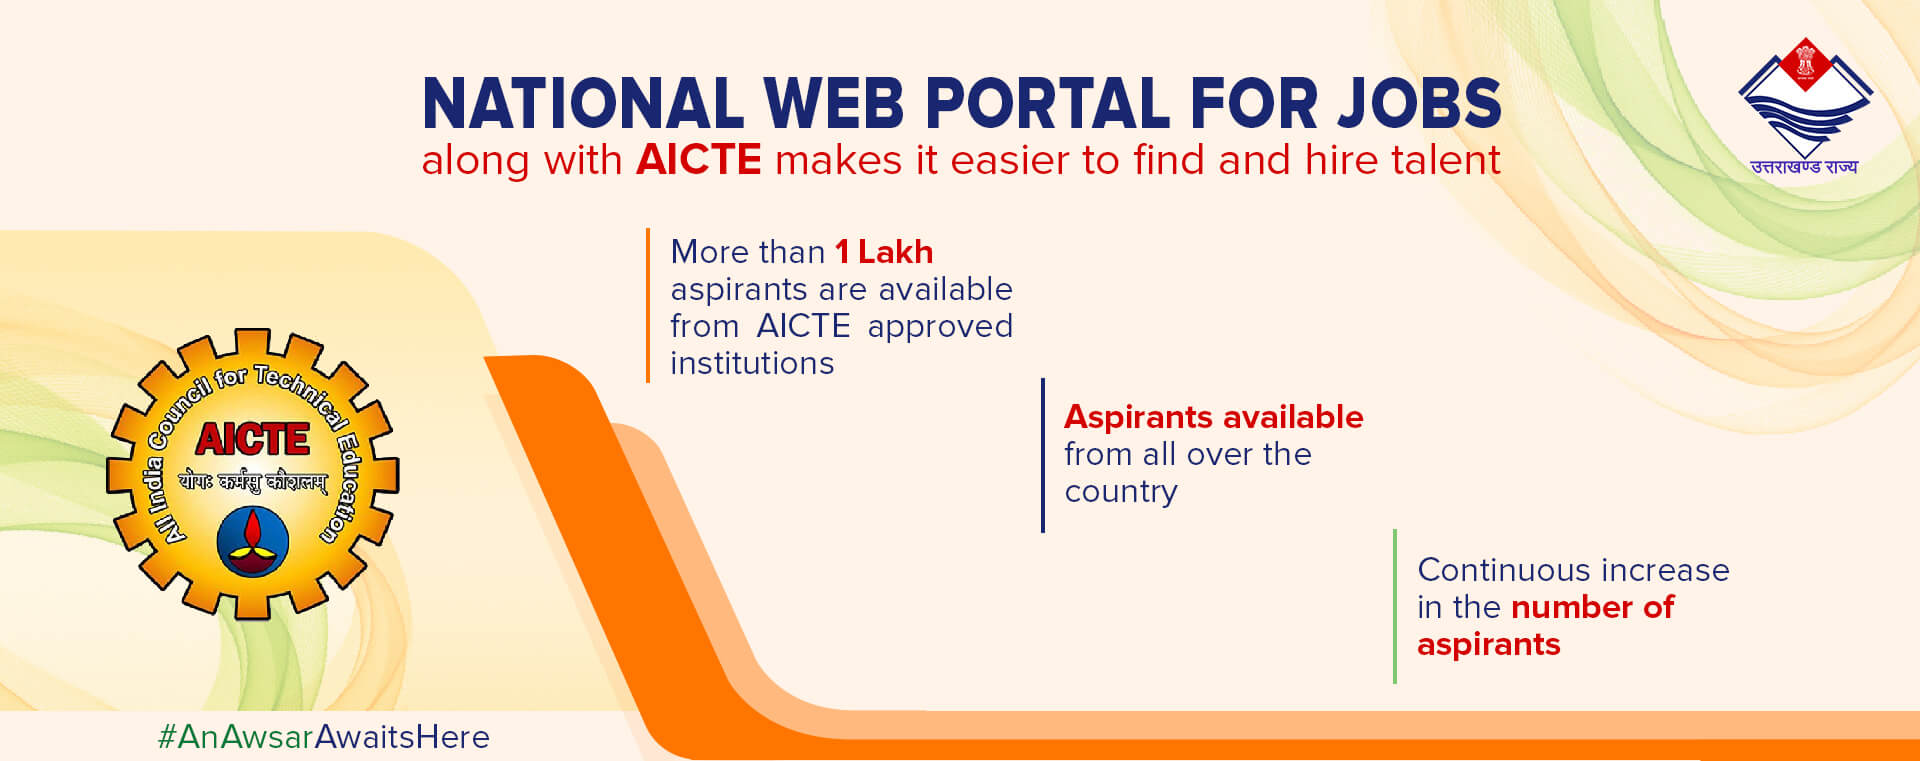 NATIONAL WEB PORTAL FOR JOBS
along with AICTE makes it easier to find and hire talent
उत्तराखण्ड राज्य
More than 1 Lakh
aspirants are available
from AICTE approved
institutions
Aspirants available
from all over the
country
Continuous increase
in the number of
aspirants
All India Council for Technical Education
AICTE
योगः कर्मसु कौशलम्
#AnAwsarAwaitsHere